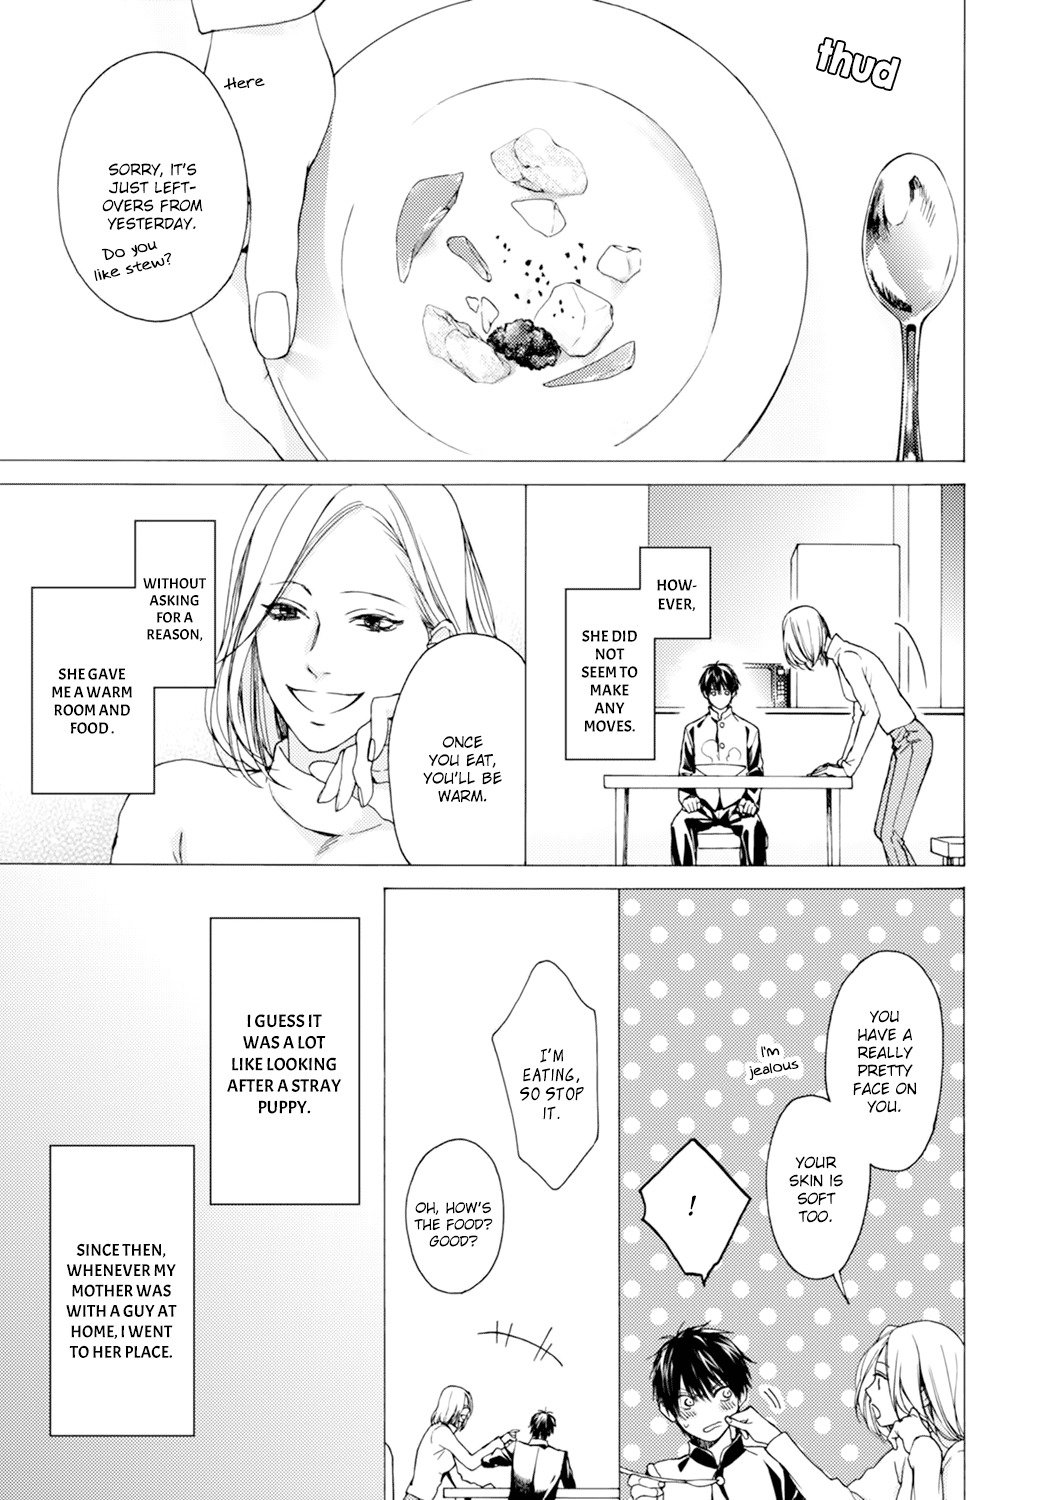 thud
Here
SORRY, IT'S
JUST LEFT-
OVERS FROM
YESTERDAY.
Do you
like stew?
HOW-
EVER,
SHE DID
NOT
SEEM TO
MAKE
ANY
MOVES.
ONCE
YOU EAT,
YOU'LL BE
WARM.
WITHOUT
ASKING
FOR A
REASON,
SHE GAVE
ME A WARM
ROOM AND
FOOD.
YOU
HAVE A
REALLY
PRETTY
FACE ON
YOU.
I'm
jealous
YOUR
SKIN IS
SOFT
TOO.
!
I'M
EATING,
SO STOP
IT.
OH, HOW'S
THE FOOD?
GOOD?
I GUESS IT
WAS A LOT
LIKE LOOKING
AFTER A STRAY
PUPPY.
SINCE THEN,
WHENEVER MY
MOTHER WAS
WITH A GUY AT
HOME, I WENT
TO HER PLACE.